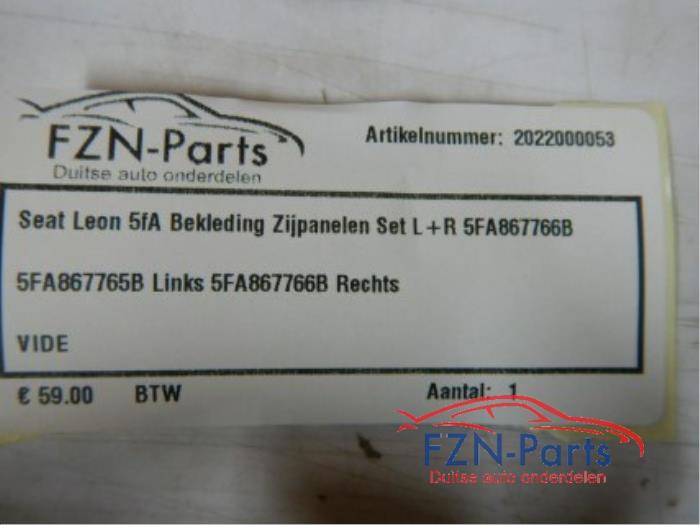 FZN-Parts
Duitse auto onderdelen
Artikelnummer: 2022000053
Seat Leon 5fA Bekleding Zijpanelen Set L+R 5FA867766B
5FA867765B Links 5FA867766B Rechts
VIDE
€ 59.00 BTW Aantal: 1
FZN-Parts
Duitse auto onderdelen